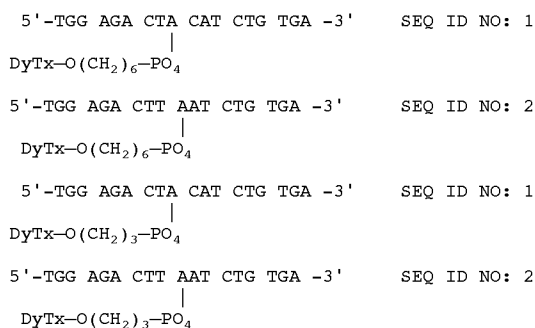 5'-TGG AGA CTA CAT CTG TGA -3' SEQ ID NO: 1
|
DyTx—O(CH₂)₆—PO₄
5'-TGG AGA CTT AAT CTG TGA -3' SEQ ID NO: 2
|
DyTx—O(CH₂)₆—PO₄
5'-TGG AGA CTA CAT CTG TGA -3' SEQ ID NO: 1
|
DyTx—O(CH₂)₃—PO₄
5'-TGG AGA CTT AAT CTG TGA -3' SEQ ID NO: 2
|
DyTx—O(CH₂)₃—PO₄